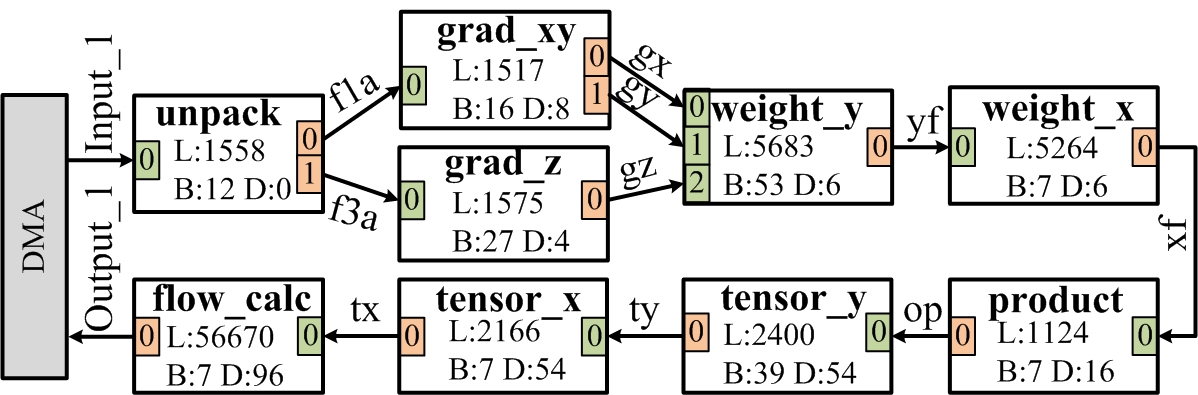 DMA
Input_1
Output_1
unpack
0
L:1558
B:12 D:0
0
1
f1a
f3a
grad_xy
0
L:1517
B:16 D:8
0
1
gx
gy
grad_z
0
L:1575
B:27 D:4
0
gz
weight_y
0
1
2
L:5683
B:53 D:6
0
yf
weight_x
0
L:5264
B:7 D:6
0
xf
product
0
L:1124
0
B:7 D:16
op
tensor_y
0
L:2400
0
B:39 D:54
ty
tensor_x
0
L:2166
0
B:7 D:54
tx
flow_calc
0
L:56670
0
B:7 D:96